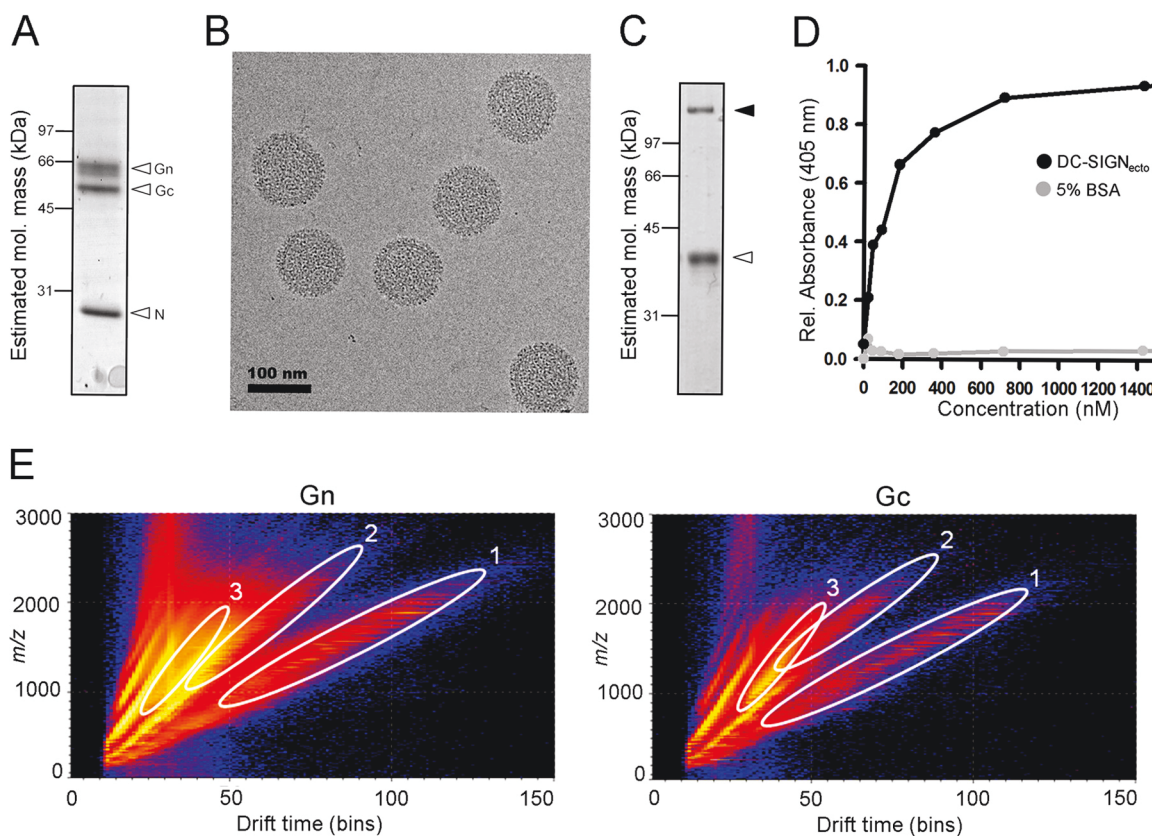 A
Estimated mol. mass (kDa)
97
66
45
31
Gn
Gc
N
B
100 nm
C
Estimated mol. mass (kDa)
97
66
45
31
D
Rel. Absorbance (405 nm)
1.0
0.8
0.6
0.4
0.2
0.0
DC-SIGNecto
5% BSA
0 200 400 600 800 1000 1200 1400
Concentration (nM)
E
Gn
m/z
3000
2000
1000
0
1
2
3
0 50 100 150
Drift time (bins)
Gc
m/z
3000
2000
1000
0
1
2
3
0 50 100 150
Drift time (bins)